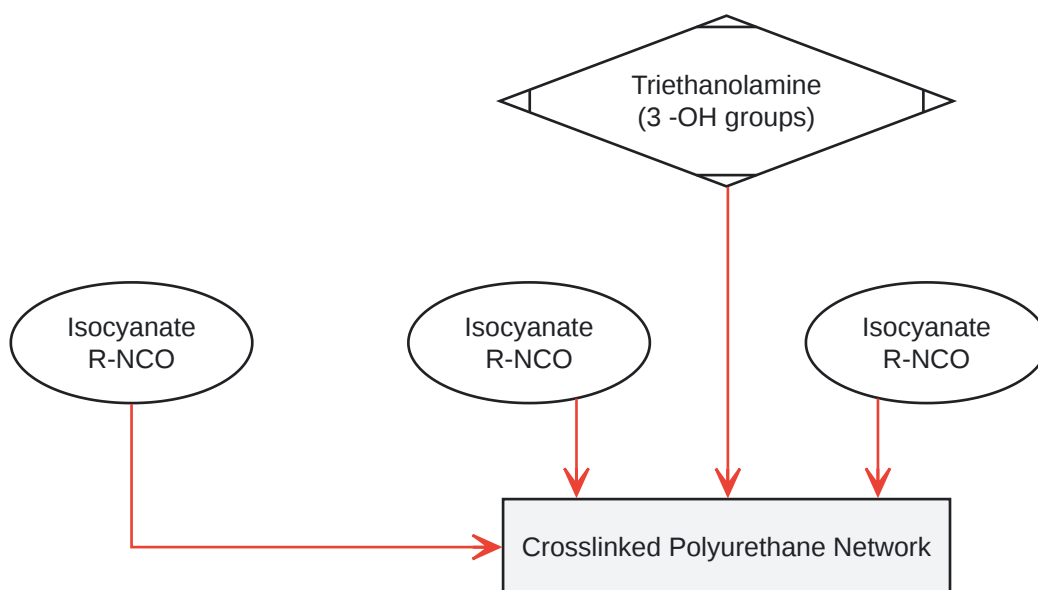 Triethanolamine
(3 -OH groups)
Isocyanate
R-NCO
Isocyanate
R-NCO
Isocyanate
R-NCO
Crosslinked Polyurethane Network